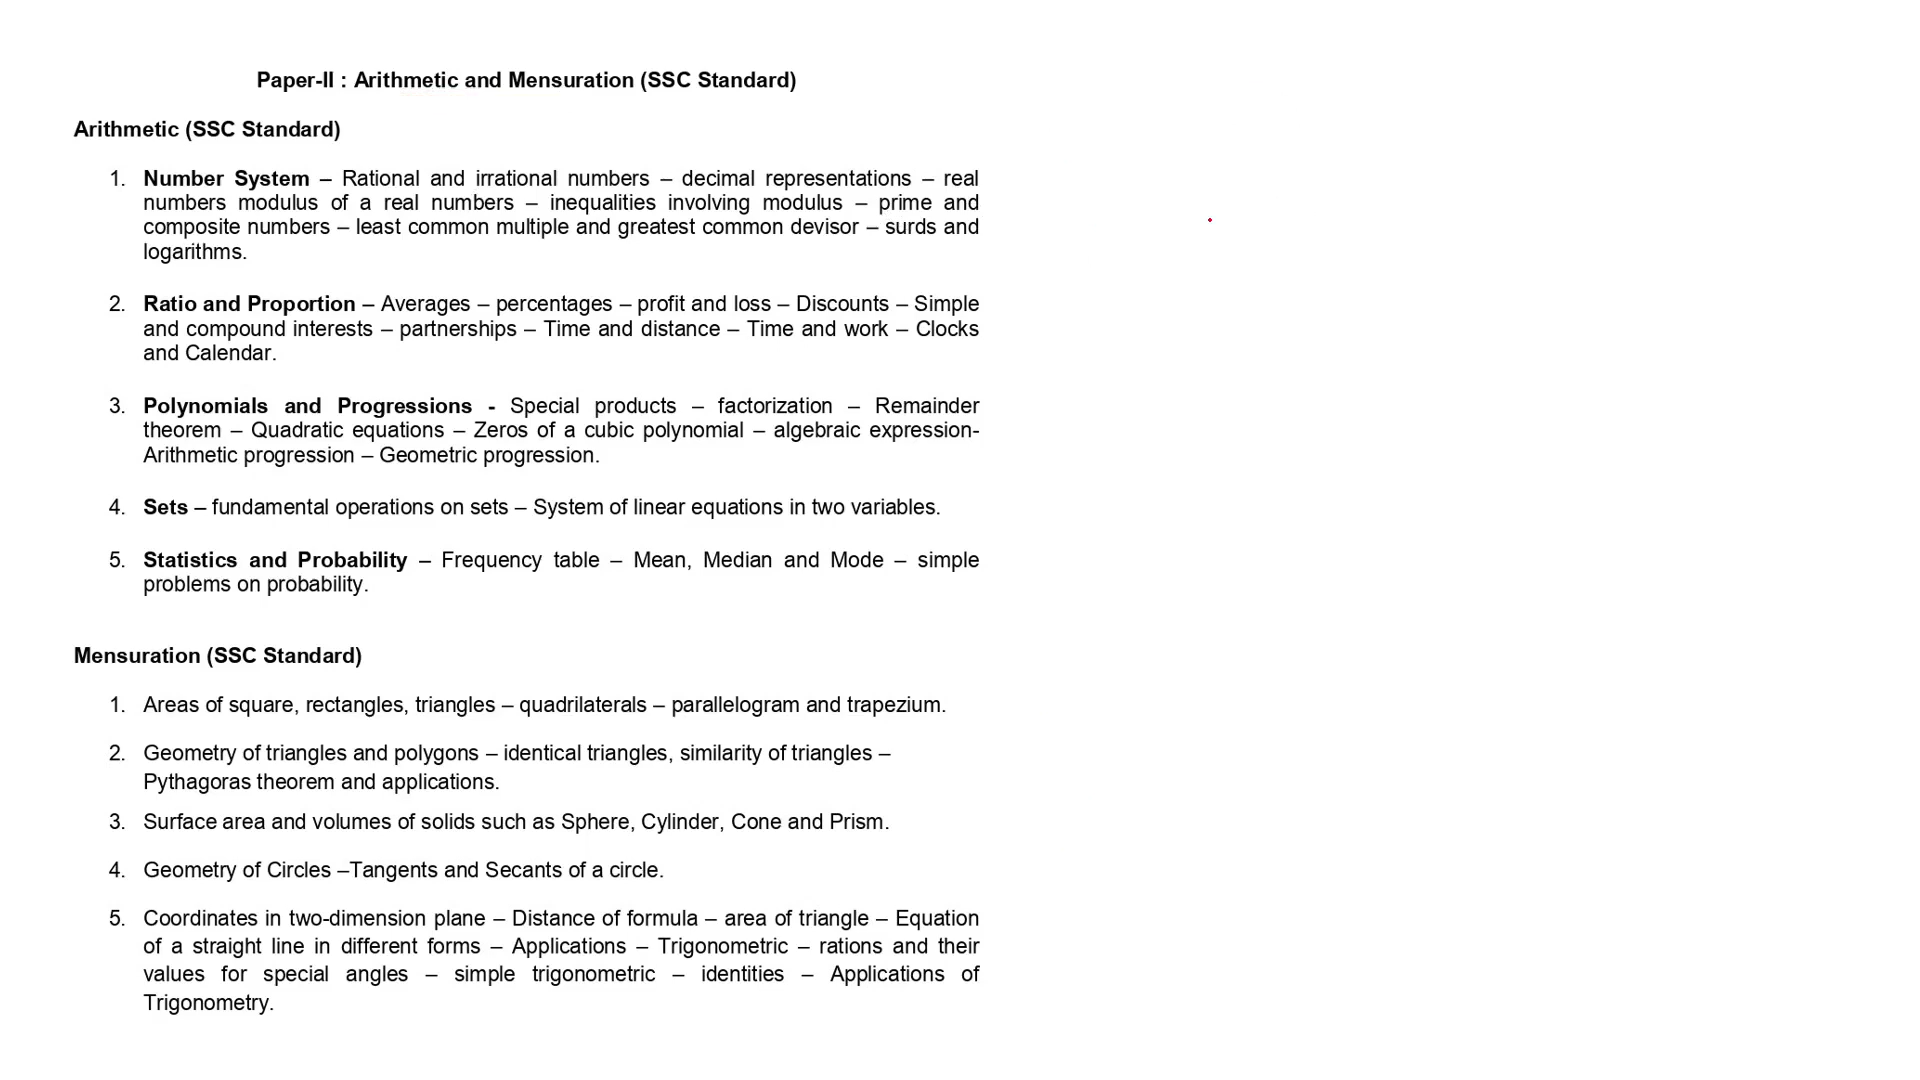 Paper-II : Arithmetic and Mensuration (SSC Standard)
Arithmetic (SSC Standard)
1. Number System – Rational and irrational numbers – decimal representations – real
numbers modulus of a real numbers – inequalities involving modulus – prime and
composite numbers – least common multiple and greatest common devisor – surds and
logarithms.
2. Ratio and Proportion – Averages – percentages – profit and loss – Discounts – Simple
and compound interests – partnerships – Time and distance – Time and work – Clocks
and Calendar.
3. Polynomials and Progressions - Special products – factorization – Remainder
theorem – Quadratic equations – Zeros of a cubic polynomial – algebraic expression-
Arithmetic progression – Geometric progression.
4. Sets – fundamental operations on sets – System of linear equations in two variables.
5. Statistics and Probability – Frequency table – Mean, Median and Mode – simple
problems on probability.
Mensuration (SSC Standard)
1. Areas of square, rectangles, triangles – quadrilaterals – parallelogram and trapezium.
2. Geometry of triangles and polygons – identical triangles, similarity of triangles –
Pythagoras theorem and applications.
3. Surface area and volumes of solids such as Sphere, Cylinder, Cone and Prism.
4. Geometry of Circles –Tangents and Secants of a circle.
5. Coordinates in two-dimension plane – Distance of formula – area of triangle – Equation
of a straight line in different forms – Applications – Trigonometric – rations and their
values for special angles – simple trigonometric – identities – Applications of
Trigonometry.